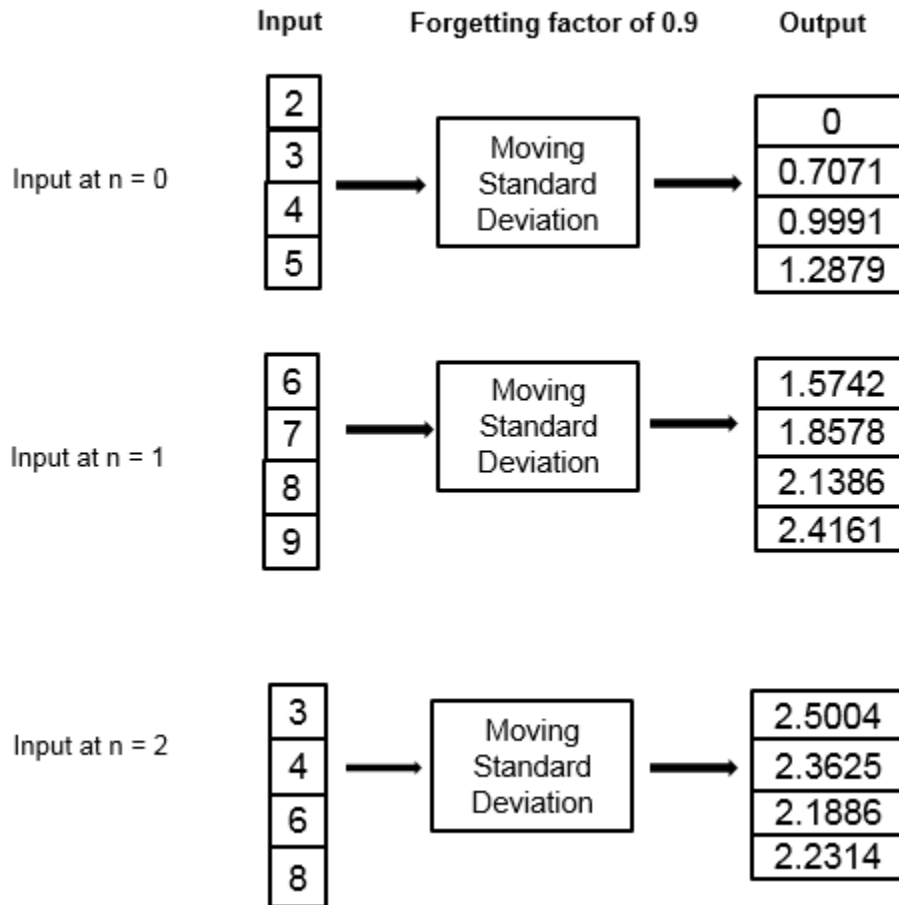 Input Forgetting factor of 0.9 Output
Input at n = 0
2
3
4
5
Moving
Standard
Deviation
0
0.7071
0.9991
1.2879
Input at n = 1
6
7
8
9
Moving
Standard
Deviation
1.5742
1.8578
2.1386
2.4161
Input at n = 2
3
4
6
8
Moving
Standard
Deviation
2.5004
2.3625
2.1886
2.2314